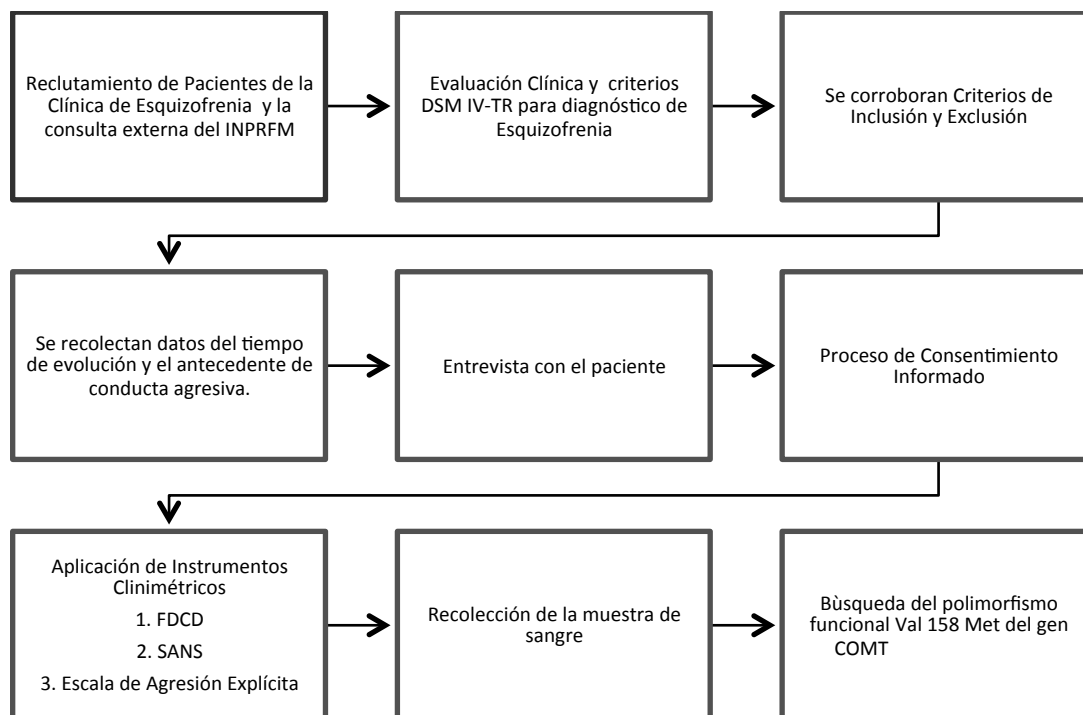 Reclutamiento de Pacientes de la
Clínica de Esquizofrenia y la
consulta externa del INPRFM
Evaluación Clínica y criterios
DSM IV-TR para diagnóstico de
Esquizofrenia
Se corroboran Criterios de
Inclusión y Exclusión
Se recolectan datos del tiempo
de evolución y el antecedente de
conducta agresiva.
Entrevista con el paciente
Proceso de Consentimiento
Informado
Aplicación de Instrumentos
Clinimétricos
1. FDCD
2. SANS
3. Escala de Agresión Explícita
Recolección de la muestra de
sangre
Bùsqueda del polimorfismo
funcional Val 158 Met del gen
COMT